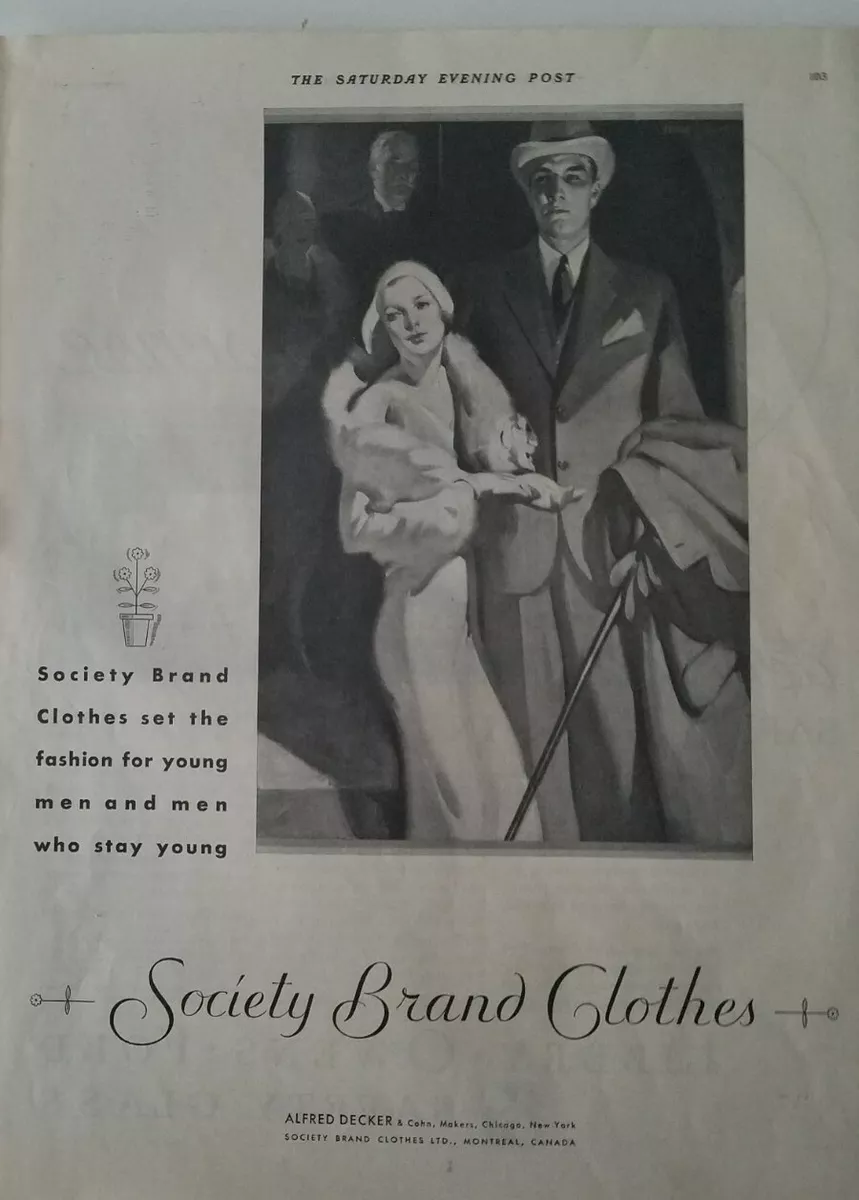 THE SATURDAY EVENING POST
103
Society Brand
Clothes set the
fashion for young
men and men
who stay young
Society Brand Clothes
ALFRED DECKER & Cohn, Makers, Chicago, New York
SOCIETY BRAND CLOTHES LTD., MONTREAL, CANADA